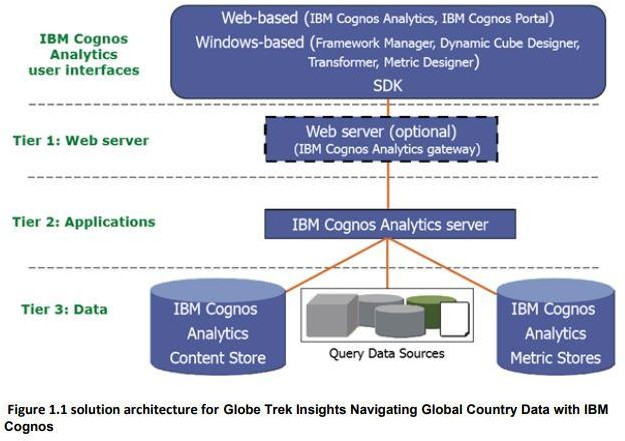 Web-based (IBM Cognos Analytics, IBM Cognos Portal)
IBM Cognos
Analytics
user interfaces
Windows-based (Framework Manager, Dynamic Cube Designer,
Transformer, Metric Designer)
SDK
Tier 1: Web server
Web server (optional)
(IBM Cognos Analytics gateway)
Tier 2: Applications
IBM Cognos Analytics server
Tier 3: Data
IBM Cognos
Analytics
Content Store
Query Data Sources
IBM Cognos
Analytics
Metric Stores
Figure 1.1 solution architecture for Globe Trek Insights Navigating Global Country Data with IBM
Cognos